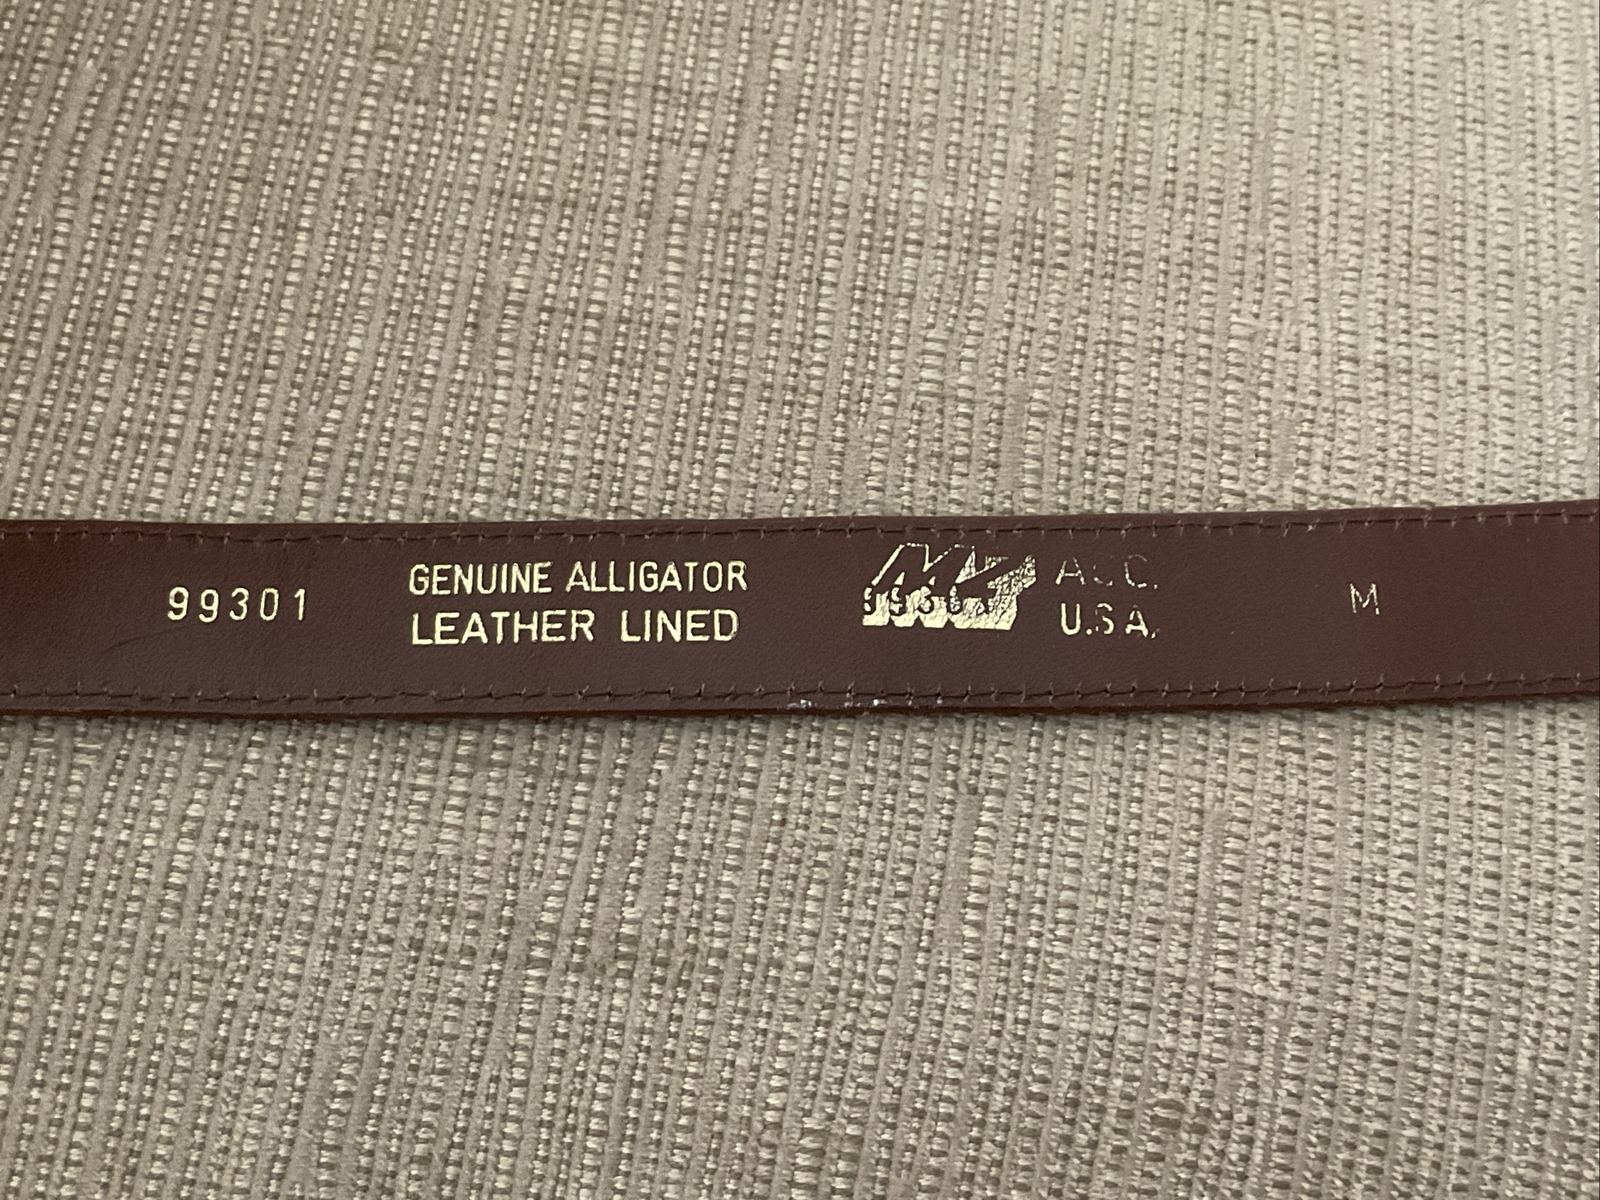 99301
GENUINE ALLIGATOR
LEATHER LINED
ACC.
U.S.A.
M